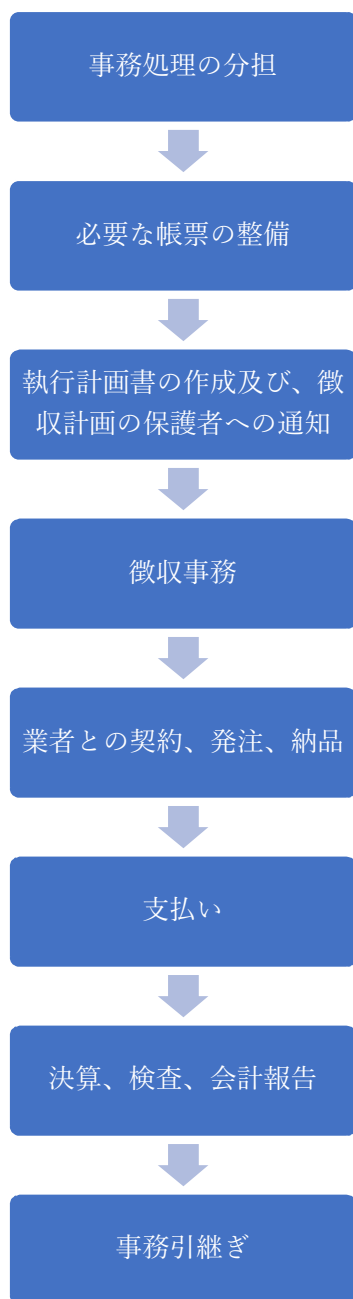 事務処理の分担
必要な帳票の整備
執行計画書の作成及び、徴
収計画の保護者への通知
徴収事務
業者との契約、発注、納品
支払い
決算、検査、会計報告
事務引継ぎ